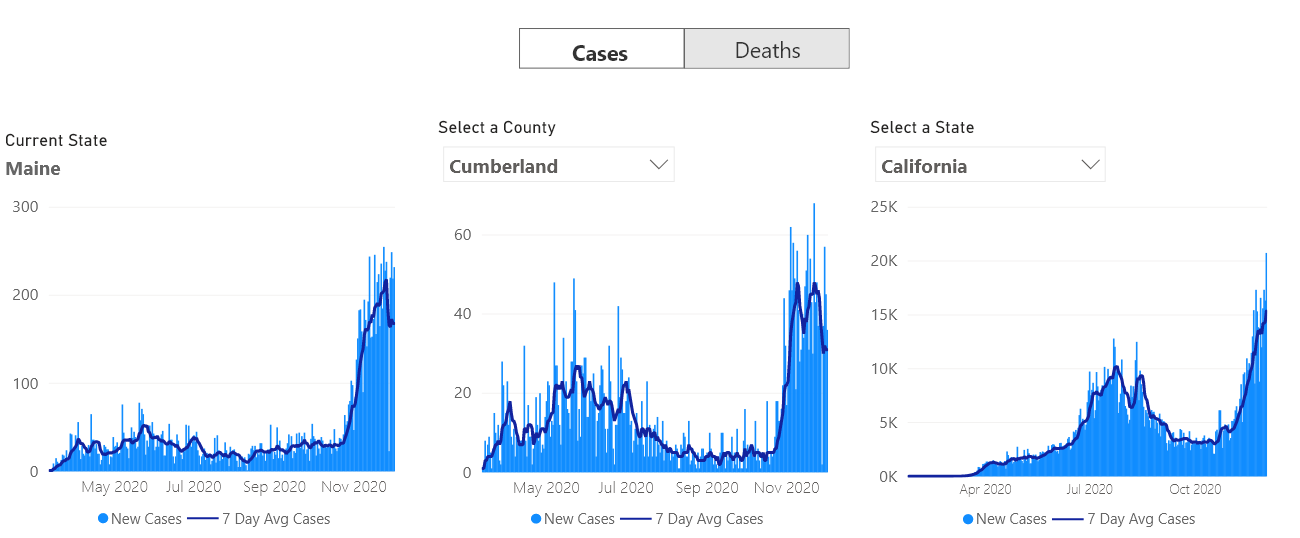 Cases Deaths
Current State
Maine
300
200
100
0
May 2020 Jul 2020 Sep 2020 Nov 2020
New Cases 7 Day Avg Cases
Select a County
Cumberland
60
40
20
0
May 2020 Jul 2020 Sep 2020 Nov 2020
New Cases 7 Day Avg Cases
Select a State
California
25K
20K
15K
10K
5K
0K
Apr 2020 Jul 2020 Oct 2020
New Cases 7 Day Avg Cases